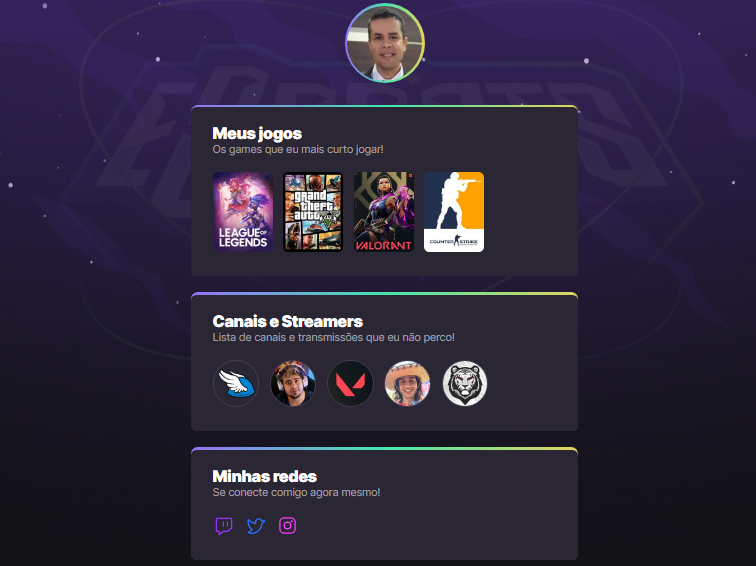 ESPORTS
Meus jogos
Os games que eu mais curto jogar!
LEAGUE OF
LEGENDS
grand
theft
auto
V
VALORANT
COUNTER STRIKE
Canais e Streamers
Lista de canais e transmissões que eu não perco!
Minhas redes
Se conecte comigo agora mesmo!